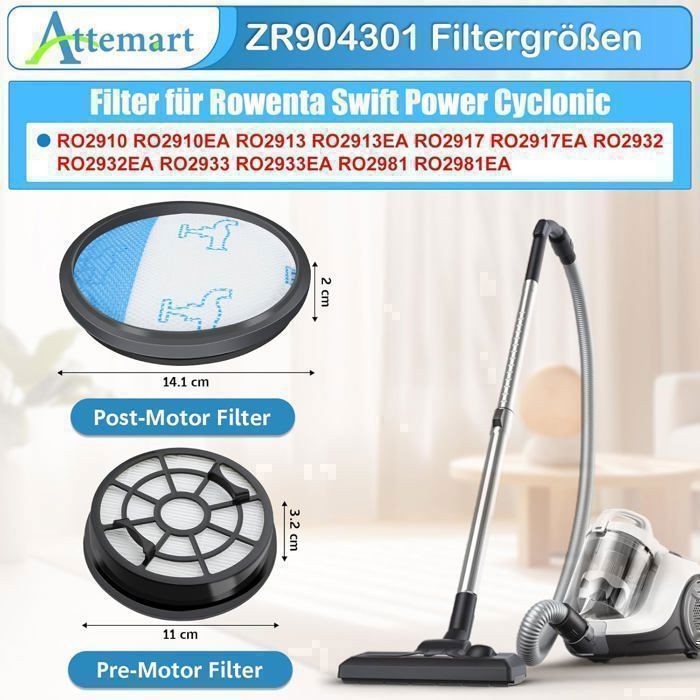 Attemart
ZR904301 Filtergrößen
Filter für Rowenta Swift Power Cyclonic
RO2910 RO2910EA RO2913 RO2913EA RO2917 RO2917EA RO2932
RO2932EA RO2933 RO2933EA RO2981 RO2981EA
2 cm
14.1 cm
Post-Motor Filter
3.2 cm
11 cm
Pre-Motor Filter